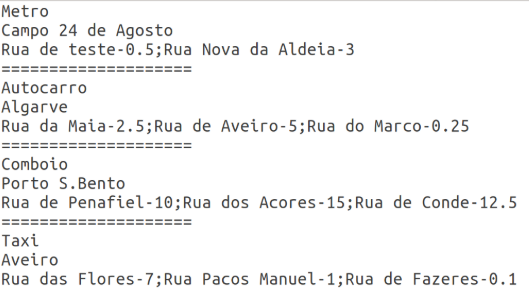 Metro
Campo 24 de Agosto
Rua de teste-0.5;Rua Nova da Aldeia-3
====================
Autocarro
Algarve
Rua da Maia-2.5;Rua de Aveiro-5;Rua do Marco-0.25
====================
Comboio
Porto S.Bento
Rua de Penafiel-10;Rua dos Acores-15;Rua de Conde-12.5
====================
Taxi
Aveiro
Rua das Flores-7;Rua Pacos Manuel-1;Rua de Fazeres-0.1